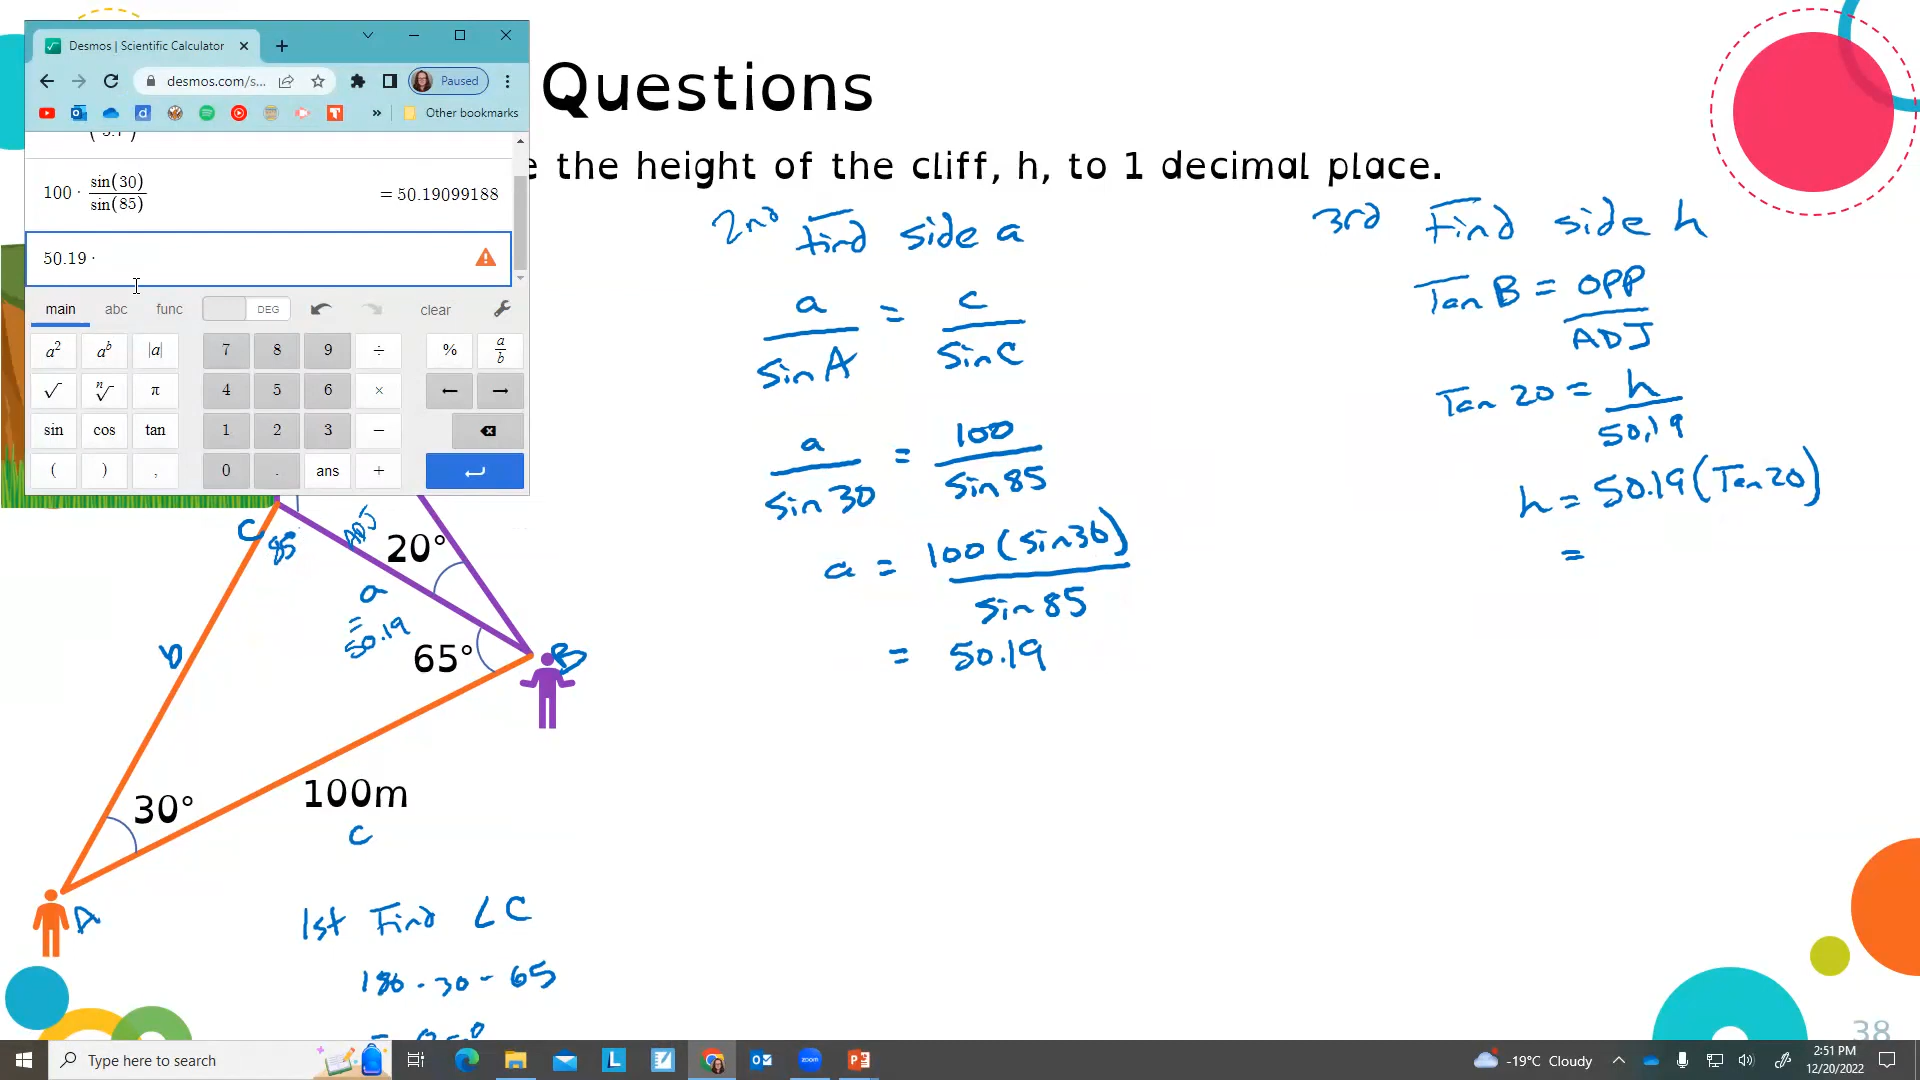 Desmos | Scientific Calculator
desmos.com/s...
Paused
» Other bookmarks
100 · sin(30)/sin(85) = 50.19099188
50.19 ·
main abc func DEG clear
a² aᵇ |a| 7 8 9 ÷ % a/b
√ ⁿ√ π 4 5 6 × ← →
sin cos tan 1 2 3 −
( ) , 0 . ans +
Questions
the height of the cliff, h, to 1 decimal place.
C
85
ADJ
20°
a
=
50.19
b
65°
B
30°
100m
c
A
1st Find ∠C
180 - 30 - 65
2nd Find side a
a/sin A = c/sin C
a/sin 30 = 100/sin 85
a = 100 (sin 30)/sin 85
= 50.19
3rd Find side h
Tan B = OPP/ADJ
Tan 20 = h/50.19
h = 50.19 (Tan 20)
=
38
Type here to search
-19°C Cloudy
2:51 PM
12/20/2022